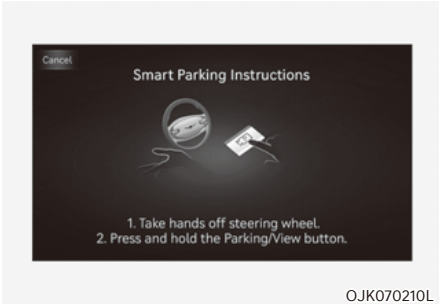 Cancel
Smart Parking Instructions
1. Take hands off steering wheel.
2. Press and hold the Parking/View button.
OJK070210L